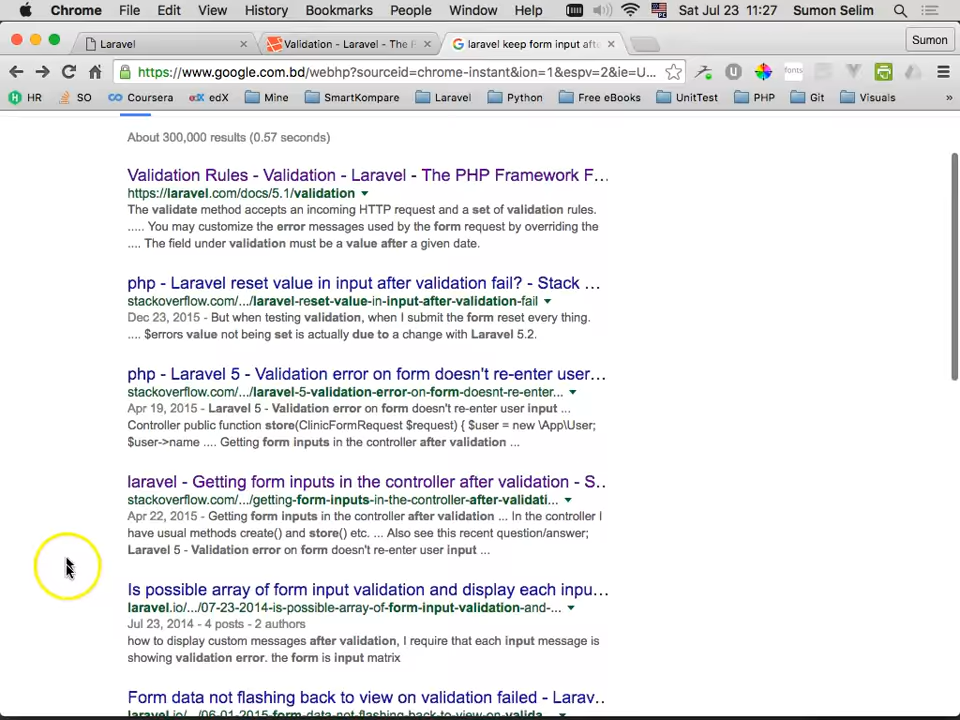 Chrome File Edit View History Bookmarks People Window Help Sat Jul 23 11:27 Sumon Selim
Laravel × Validation - Laravel - The P × laravel keep form input afte × Sumon
https://www.google.com.bd/webhp?sourceid=chrome-instant&ion=1&espv=2&ie=U... fonts
HR SO Coursera edX Mine SmartKompare Laravel Python Free eBooks UnitTest PHP Git Visuals »
About 300,000 results (0.57 seconds)
Validation Rules - Validation - Laravel - The PHP Framework F...
https://laravel.com/docs/5.1/validation
The validate method accepts an incoming HTTP request and a set of validation rules.
..... You may customize the error messages used by the form request by overriding the
.... The field under validation must be a value after a given date.
php - Laravel reset value in input after validation fail? - Stack ...
stackoverflow.com/.../laravel-reset-value-in-input-after-validation-fail
Dec 23, 2015 - But when testing validation, when I submit the form reset every thing.
.... $errors value not being set is actually due to a change with Laravel 5.2.
php - Laravel 5 - Validation error on form doesn't re-enter user...
stackoverflow.com/.../laravel-5-validation-error-on-form-doesnt-re-enter...
Apr 19, 2015 - Laravel 5 - Validation error on form doesn't re-enter user input ...
Controller public function store(ClinicFormRequest $request) { $user = new \App\User;
$user->name .... Getting form inputs in the controller after validation ...
laravel - Getting form inputs in the controller after validation - S..
stackoverflow.com/.../getting-form-inputs-in-the-controller-after-validati...
Apr 22, 2015 - Getting form inputs in the controller after validation ... In the controller I
have usual methods create() and store() etc. ... Also see this recent question/answer;
Laravel 5 - Validation error on form doesn't re-enter user input ...
Is possible array of form input validation and display each inpu...
laravel.io/.../07-23-2014-is-possible-array-of-form-input-validation-and-...
Jul 23, 2014 - 4 posts - 2 authors
how to display custom messages after validation, I require that each input message is
showing validation error. the form is input matrix
Form data not flashing back to view on validation failed - Larav...
laravel.io/.../06-01-2015-form-data-not-flashing-back-to-view-on-valida...